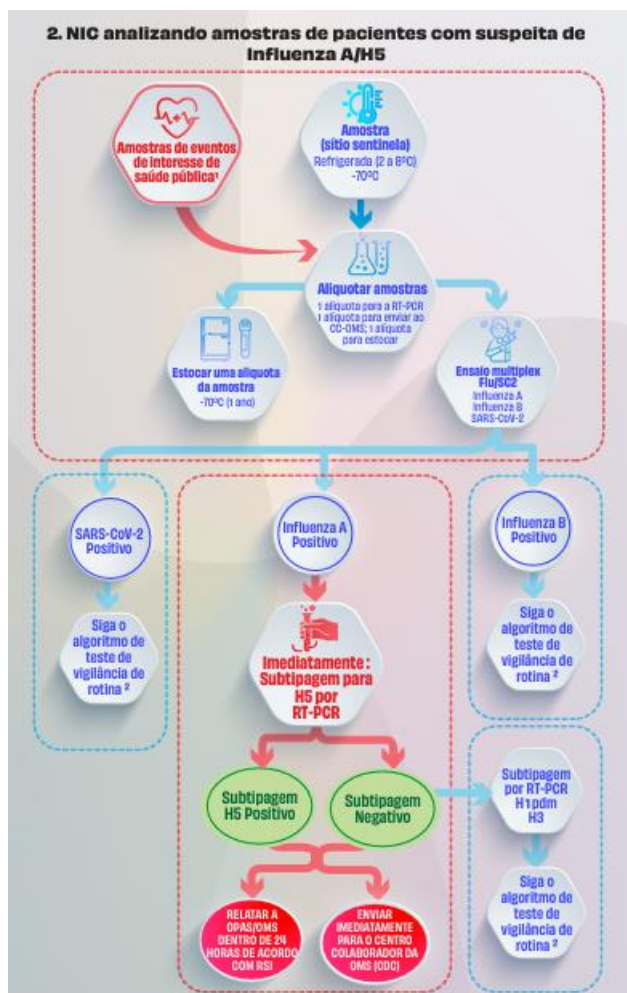 2. NIC analizando amostras de pacientes com suspeita de
Influenza A/H5
Amostras de eventos
de interesse de
saúde pública¹
Amostra
(sítio sentinela)
Refrigerada (2 a 8ºC)
-70ºC
Aliquotar amostras
1 alíquota para a RT-PCR
1 alíquota para enviar ao
CC-OMS; 1 alíquota
para estocar
Estocar uma alíquota
da amostra
-70ºC (1 ano)
Ensaio multiplex
Flu/SC2
Influenza A
Influenza B
SARS-CoV-2
SARS-CoV-2
Positivo
Siga o
algoritmo de
teste de
vigilância de
rotina ²
Influenza A
Positivo
Imediatamente :
Subtipagem para
H5 por
RT-PCR
Influenza B
Positivo
Siga o
algoritmo de
teste de
vigilância de
rotina ²
Subtipagem
H5 Positivo
Subtipagem
Negativo
Subtipagem
por RT-PCR
H1pdm
H3
Siga o
algoritmo de
teste de
vigilância de
rotina ²
RELATAR A
OPAS/OMS
DENTRO DE 24
HORAS DE ACORDO
COM RSI
ENVIAR
IMEDIATAMENTE
PARA O CENTRO
COLABORADOR DA
OMS (CDC)